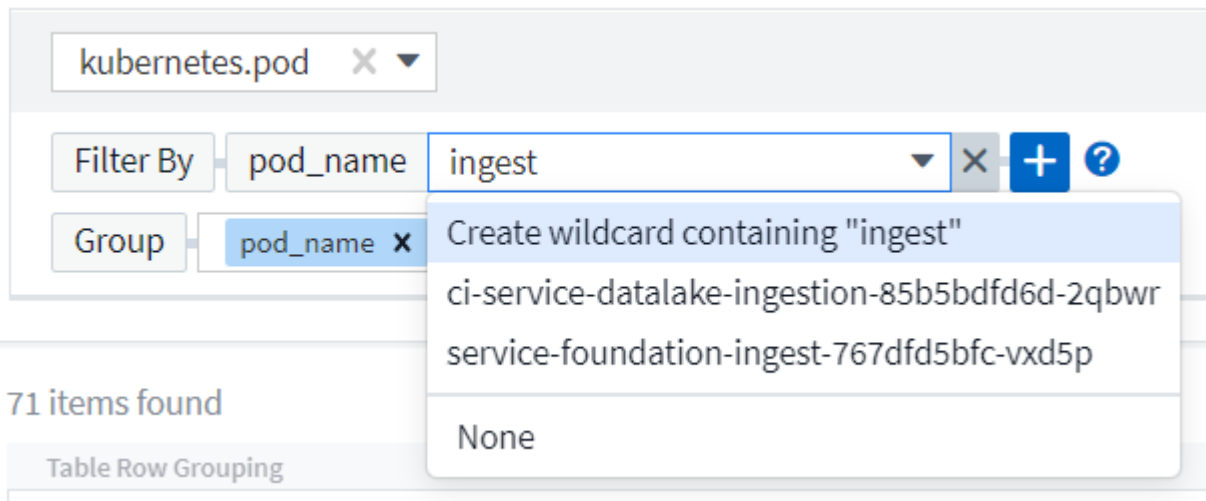 kubernetes.pod
Filter By pod_name ingest
Group pod_name
Create wildcard containing "ingest"
ci-service-datalake-ingestion-85b5bdfd6d-2qbwr
service-foundation-ingest-767dfd5bfc-vxd5p
None
71 items found
Table Row Grouping